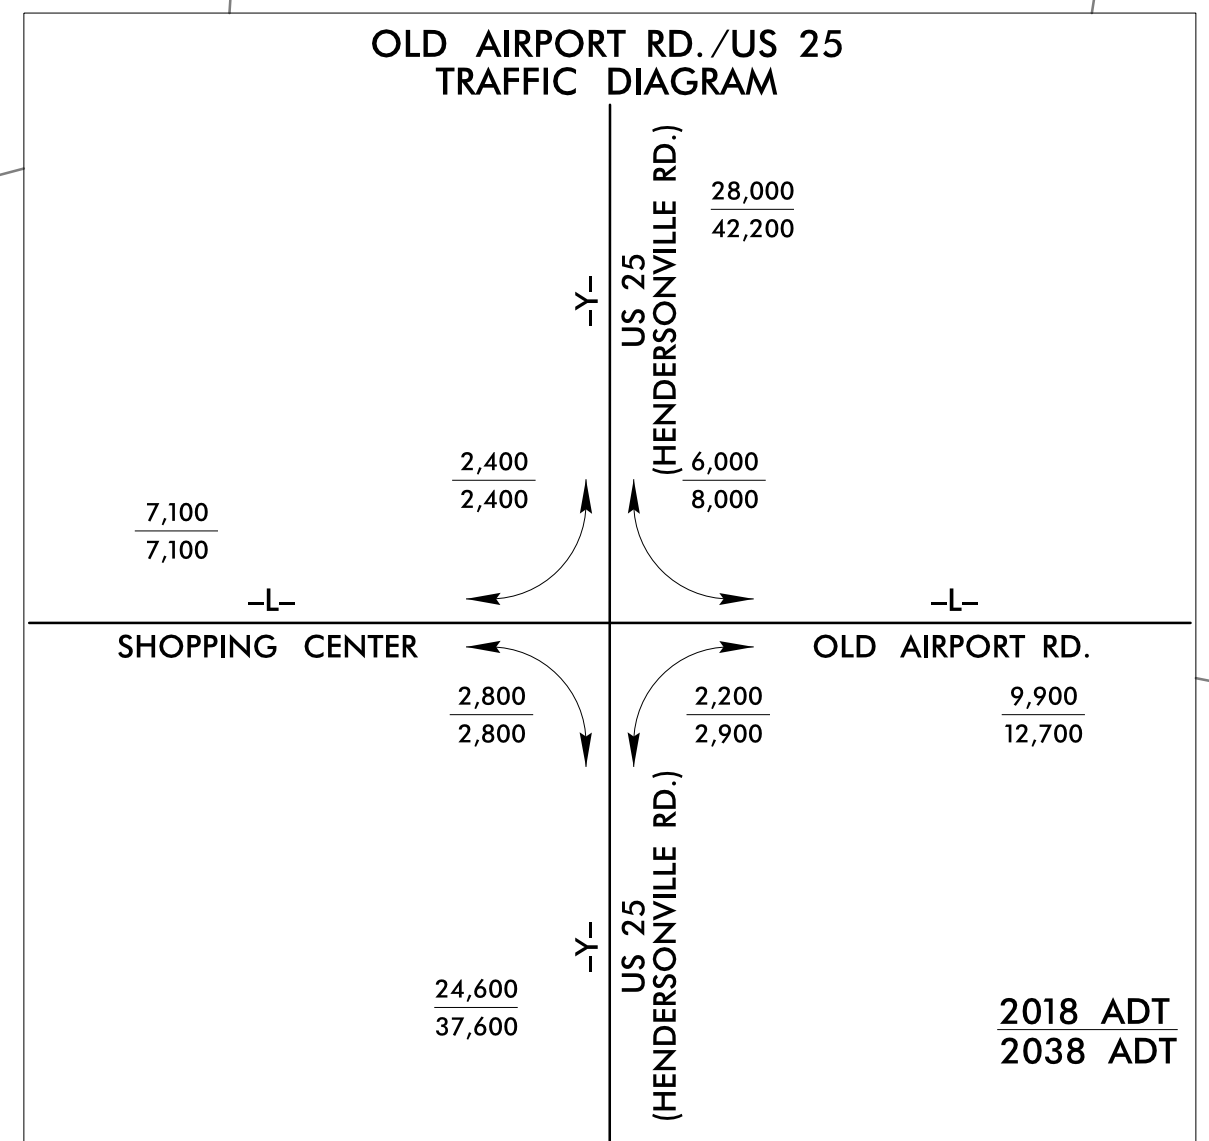 OLD AIRPORT RD./US 25
TRAFFIC DIAGRAM
-Y-
US 25
(HENDERSONVILLE RD.)
28,000
42,200
2,400
2,400
6,000
8,000
7,100
7,100
-L-
-L-
SHOPPING CENTER
OLD AIRPORT RD.
2,800
2,800
2,200
2,900
9,900
12,700
-Y-
US 25
(HENDERSONVILLE RD.)
24,600
37,600
2018 ADT
2038 ADT